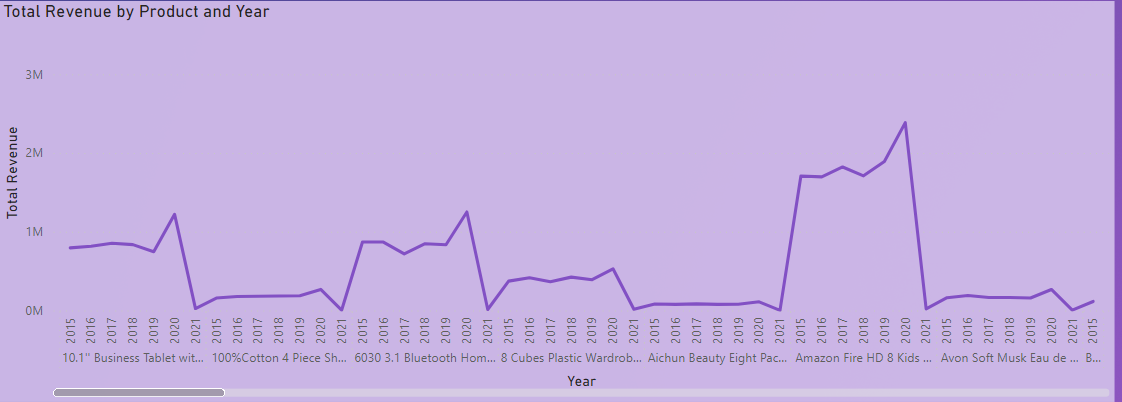 Total Revenue by Product and Year
3M
2M
1M
0M
Total Revenue
2015 2016 2017 2018 2019 2020 2021 2015 2016 2017 2018 2019 2020 2021 2015 2016 2017 2018 2019 2020 2021 2015 2016 2017 2018 2019 2020 2021 2015 2016 2017 2018 2019 2020 2021 2015 2016 2017 2018 2019 2020 2021 2015 2016 2017 2018 2019 2020 2021 2015
10.1'' Business Tablet wit... 100%Cotton 4 Piece Sh... 6030 3.1 Bluetooth Hom... 8 Cubes Plastic Wardrob... Aichun Beauty Eight Pac... Amazon Fire HD 8 Kids ... Avon Soft Musk Eau de ... B...
Year